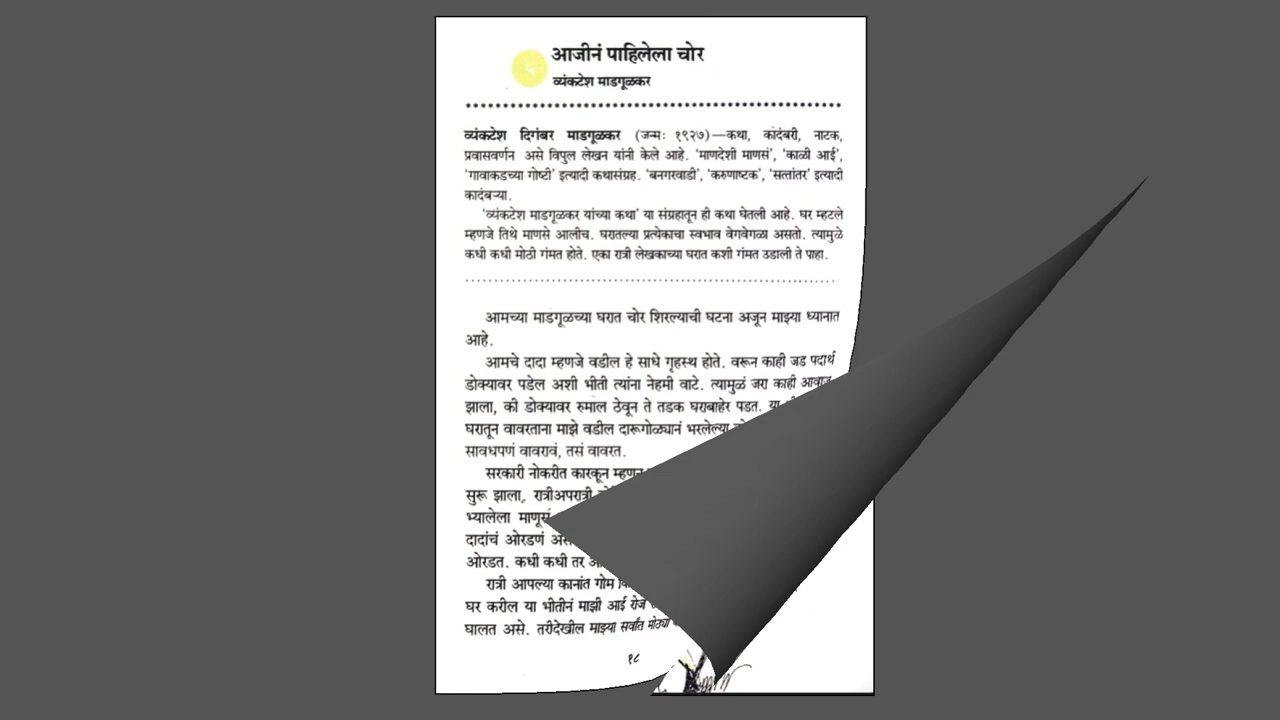 ५
आजीनं पाहिलेला चोर
व्यंकटेश माडगूळकर
व्यंकटेश दिगंबर माडगूळकर (जन्मः १९२७)—कथा, कादंबरी, नाटक,
प्रवासवर्णन असे विपुल लेखन यांनी केले आहे. 'माणदेशी माणसं', 'काळी आई',
'गावाकडच्या गोष्टी' इत्यादी कथासंग्रह. 'बनगरवाडी', 'करुणाष्टक', 'सत्तांतर' इत्यादी
कादंबऱ्या.
'व्यंकटेश माडगूळकर यांच्या कथा' या संग्रहातून ही कथा घेतली आहे. घर म्हटले
म्हणजे तिथे माणसे आलीच. घरातल्या प्रत्येकाचा स्वभाव वेगवेगळा असतो. त्यामुळे
कधी कधी मोठी गंमत होते. एका रात्री लेखकाच्या घरात कशी गंमत उडाली ते पाहा.
आमच्या माडगूळच्या घरात चोर शिरल्याची घटना अजून माझ्या ध्यानात
आहे.
आमचे दादा म्हणजे वडील हे साधे गृहस्थ होते. वरून काही जड पदार्थ
डोक्यावर पडेल अशी भीती त्यांना नेहमी वाटे. त्यामुळं जरा काही आवाज
झाला, की डोक्यावर रुमाल ठेवून ते तडक घराबाहेर पडत. या
घरातून वावरताना माझे वडील दारूगोळ्यानं भरलेल्या
सावधपणं वावरावं, तसं वावरत.
सरकारी नोकरीत कारकून म्हणून
सुरू झाला. रात्रीअपरात्री
भ्यालेला माणूस
दादांचं ओरडणं
ओरडत. कधी कधी तर
रात्री आपल्या कानांत गोम
घर करील या भीतीनं माझी आई रोज
घालत असे. तरीदेखील माझ्या सर्वांत मोठ्या
१८